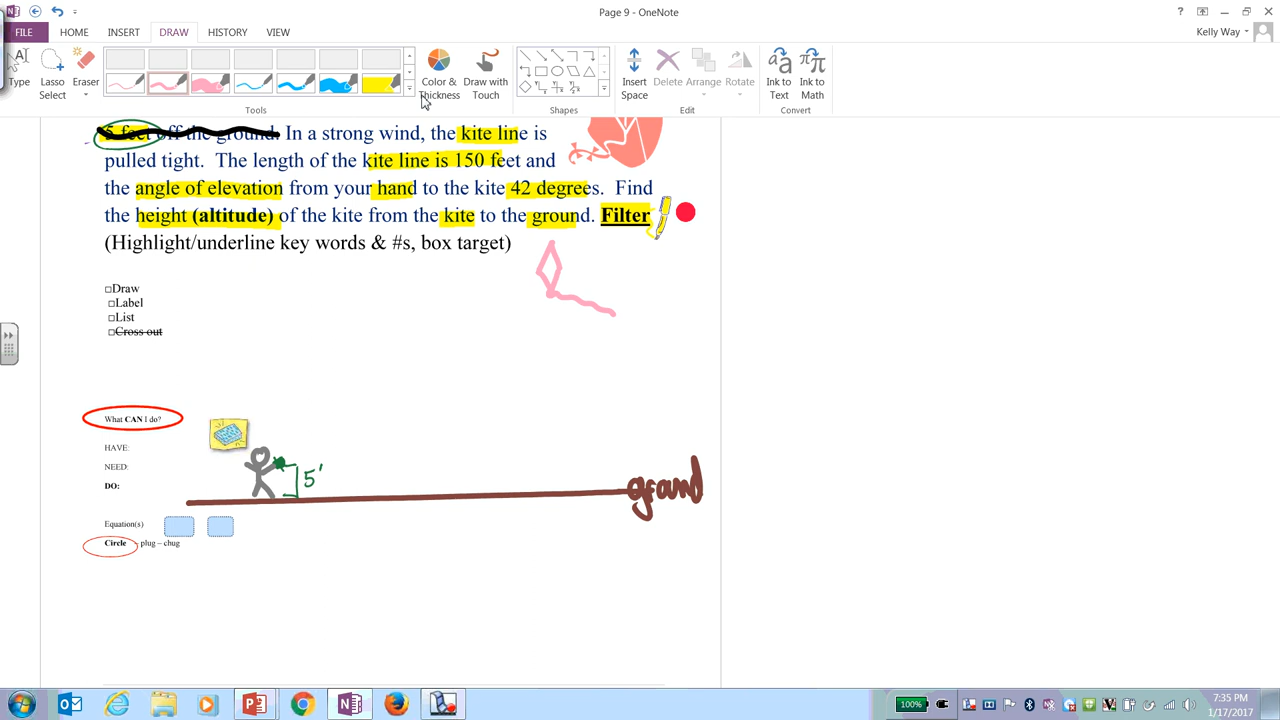 Page 9 - OneNote
?
FILE HOME INSERT DRAW HISTORY VIEW
Kelly Way
Type
Lasso Select
Eraser
Color & Thickness
Draw with Touch
Insert Space
Delete
Arrange
Rotate
Ink to Text
Ink to Math
Tools
Shapes
Edit
Convert
5 feet off the ground. In a strong wind, the kite line is
pulled tight. The length of the kite line is 150 feet and
the angle of elevation from your hand to the kite 42 degrees. Find
the height (altitude) of the kite from the kite to the ground. Filter
(Highlight/underline key words & #s, box target)
□Draw
□Label
□List
□Cross out
What CAN I do?
HAVE:
NEED:
DO:
5'
ground
Equation(s)
Circle – plug – chug
100%
7:35 PM
1/17/2017